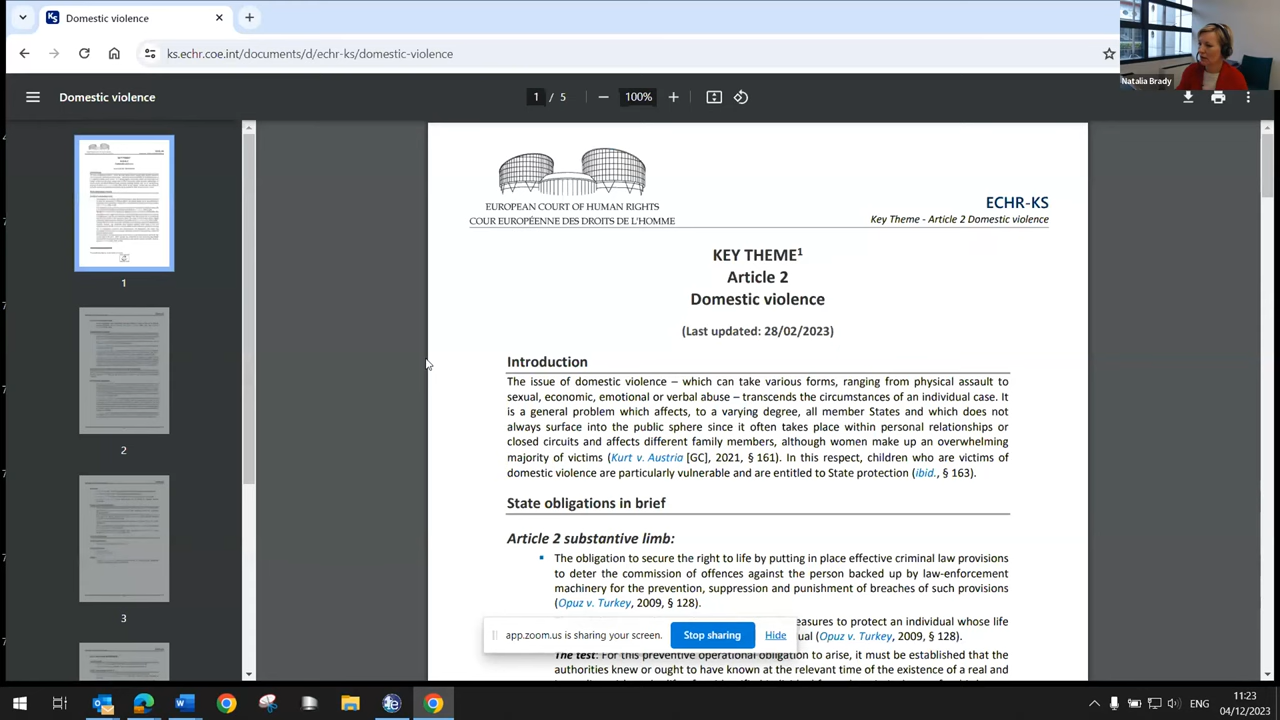 Domestic violence
ks.echr.coe.int/documents/d/echr-ks/domestic-violence
Natalia Brady
Domestic violence
1 / 5
100%
EUROPEAN COURT OF HUMAN RIGHTS
COUR EUROPÉENNE DES DROITS DE L'HOMME
ECHR-KS
Key Theme - Article 2 Domestic violence
KEY THEME1
Article 2
Domestic violence
(Last updated: 28/02/2023)
Introduction
The issue of domestic violence – which can take various forms, ranging from physical assault to
sexual, economic, emotional or verbal abuse – transcends the circumstances of an individual case. It
is a general problem which affects, to a varying degree, all member States and which does not
always surface into the public sphere since it often takes place within personal relationships or
closed circuits and affects different family members, although women make up an overwhelming
majority of victims (Kurt v. Austria [GC], 2021, § 161). In this respect, children who are victims of
domestic violence are particularly vulnerable and are entitled to State protection (ibid., § 163).
State obligations in brief
Article 2 substantive limb:
▪ The obligation to secure the right to life by putting in place effective criminal law provisions
to deter the commission of offences against the person backed up by law-enforcement
machinery for the prevention, suppression and punishment of breaches of such provisions
(Opuz v. Turkey, 2009, § 128).
easures to protect an individual whose life
ual (Opuz v. Turkey, 2009, § 128).
The test: For this preventive operational obligation to arise, it must be established that the
authorities knew or ought to have known at the relevant time of the existence of a real and
app.zoom.us is sharing your screen.
Stop sharing
Hide
1
2
3
ENG
11:23
04/12/2023